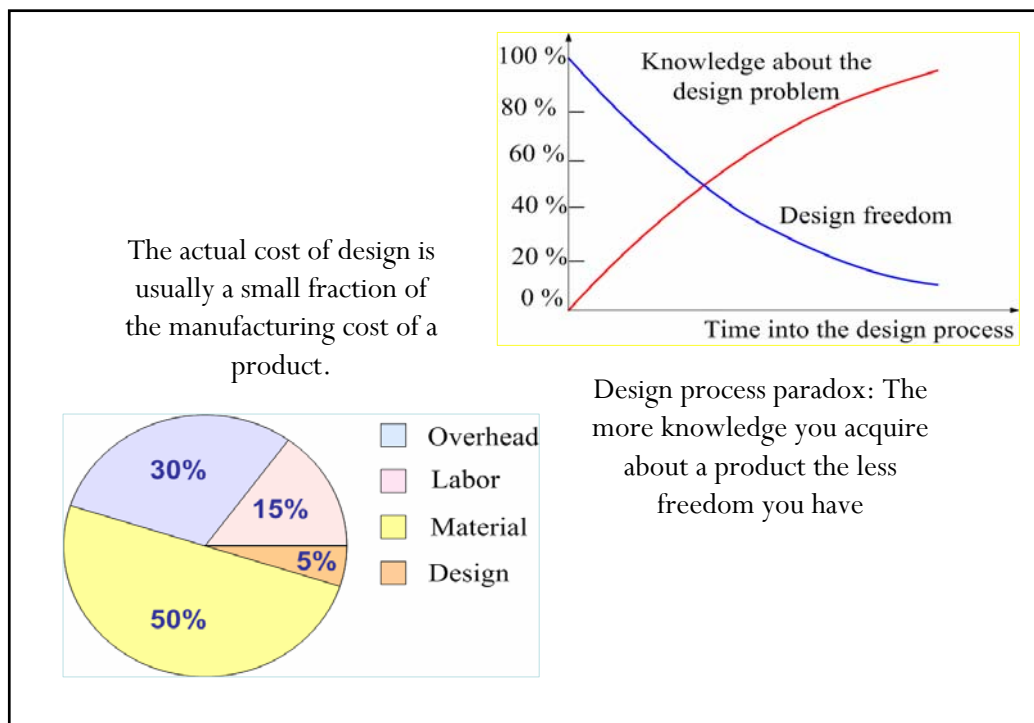 100 %
80 %
60 %
40 %
20 %
0 %
Knowledge about the
design problem
Design freedom
Time into the design process
The actual cost of design is
usually a small fraction of
the manufacturing cost of a
product.
Design process paradox: The
more knowledge you acquire
about a product the less
freedom you have
30%
15%
5%
50%
Overhead
Labor
Material
Design